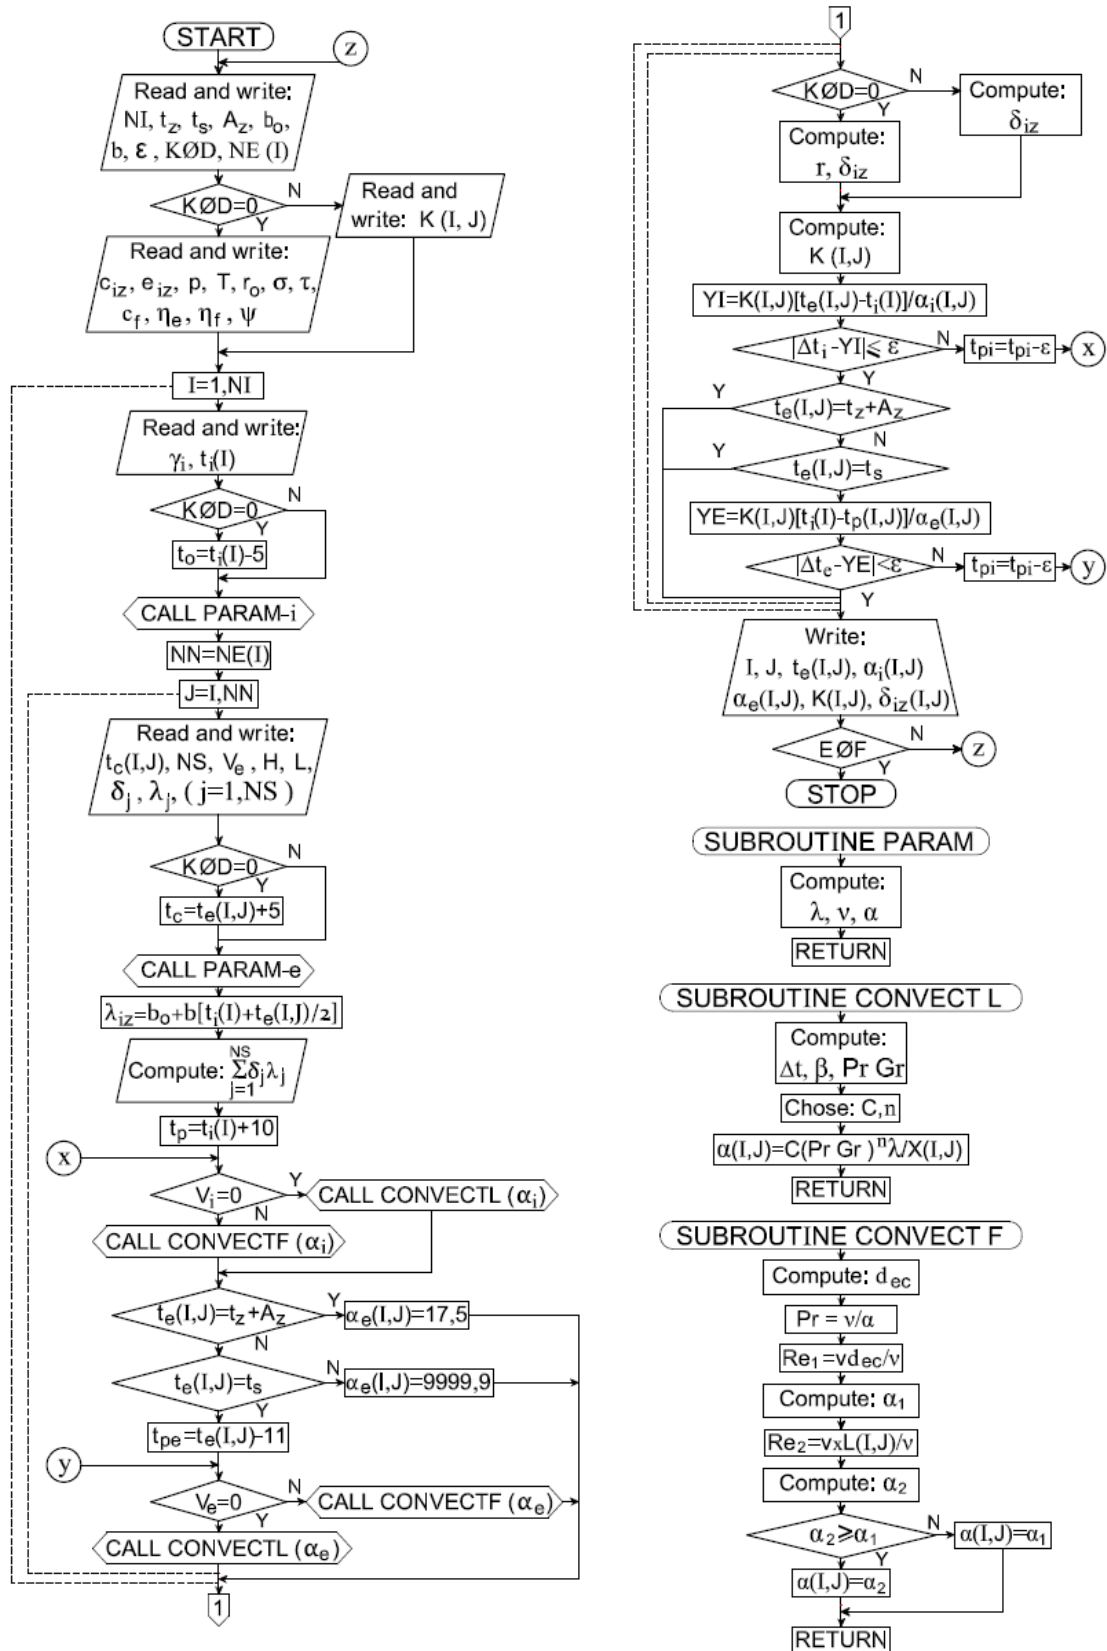 START
z
Read and write:
NI, t_z, t_s, A_z, b_o,
b, ε, KØD, NE (I)
KØD=0
N
Y
Read and
write: K (I, J)
Read and write:
c_iz, e_iz, p, T, r_o, σ, τ,
c_f, η_e, η_f, ψ
I=1,NI
Read and write:
γ_i, t_i(I)
KØD=0
N
Y
t_o=t_i(I)-5
CALL PARAM-i
NN=NE(I)
J=I,NN
Read and write:
t_c(I,J), NS, V_e, H, L,
δ_j, λ_j, ( j=1,NS )
KØD=0
N
Y
t_c=t_e(I,J)+5
CALL PARAM-e
λ_iz=b_o+b[t_i(I)+t_e(I,J)/2]
NS
Compute: Σδ_jλ_j
j=1
t_p=t_i(I)+10
x
V_i=0
Y
N
CALL CONVECTL (α_i)
CALL CONVECTF (α_i)
t_e(I,J)=t_z+A_z
Y
N
α_e(I,J)=17,5
t_e(I,J)=t_s
N
Y
α_e(I,J)=9999,9
t_pe=t_e(I,J)-11
y
V_e=0
N
Y
CALL CONVECTF (α_e)
CALL CONVECTL (α_e)
1
1
KØD=0
N
Y
Compute:
δ_iz
Compute:
r, δ_iz
Compute:
K (I,J)
YI=K(I,J)[t_e(I,J)-t_i(I)]/α_i(I,J)
|Δt_i-YI|⩽ ε
N
Y
t_pi=t_pi-ε
x
Y
t_e(I,J)=t_z+A_z
N
Y
t_e(I,J)=t_s
YE=K(I,J)[t_i(I)-t_p(I,J)]/α_e(I,J)
|Δt_e-YE|<ε
N
Y
t_pi=t_pi-ε
y
Write:
I, J, t_e(I,J), α_i(I,J)
α_e(I,J), K(I,J), δ_iz(I,J)
EØF
N
Y
z
STOP
SUBROUTINE PARAM
Compute:
λ, ν, α
RETURN
SUBROUTINE CONVECT L
Compute:
Δt, β, Pr Gr
Chose: C,n
α(I,J)=C(Pr Gr )^n λ/X(I,J)
RETURN
SUBROUTINE CONVECT F
Compute: d_ec
Pr = ν/α
Re_1=vd_ec/ν
Compute: α_1
Re_2=v_xL(I,J)/ν
Compute: α_2
α_2⩾α_1
N
Y
α(I,J)=α_1
α(I,J)=α_2
RETURN